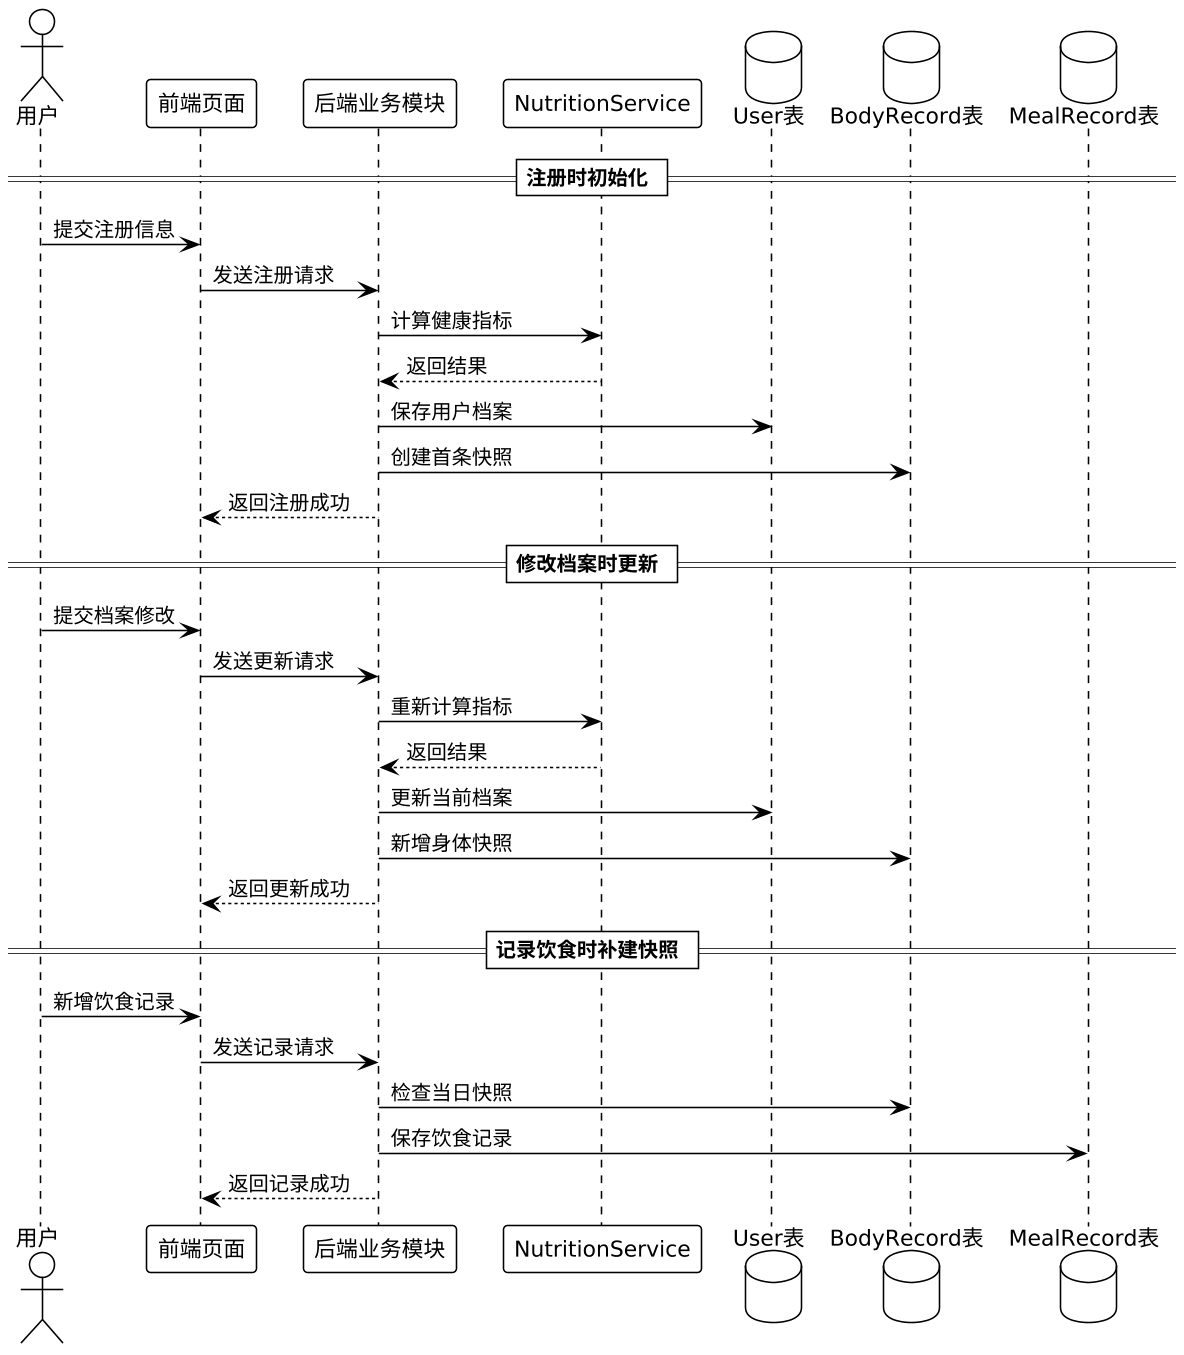 用户
前端页面
后端业务模块
NutritionService
User表
BodyRecord表
MealRecord表
注册时初始化
提交注册信息
发送注册请求
计算健康指标
返回结果
保存用户档案
创建首条快照
返回注册成功
修改档案时更新
提交档案修改
发送更新请求
重新计算指标
返回结果
更新当前档案
新增身体快照
返回更新成功
记录饮食时补建快照
新增饮食记录
发送记录请求
检查当日快照
保存饮食记录
返回记录成功
用户
前端页面
后端业务模块
NutritionService
User表
BodyRecord表
MealRecord表